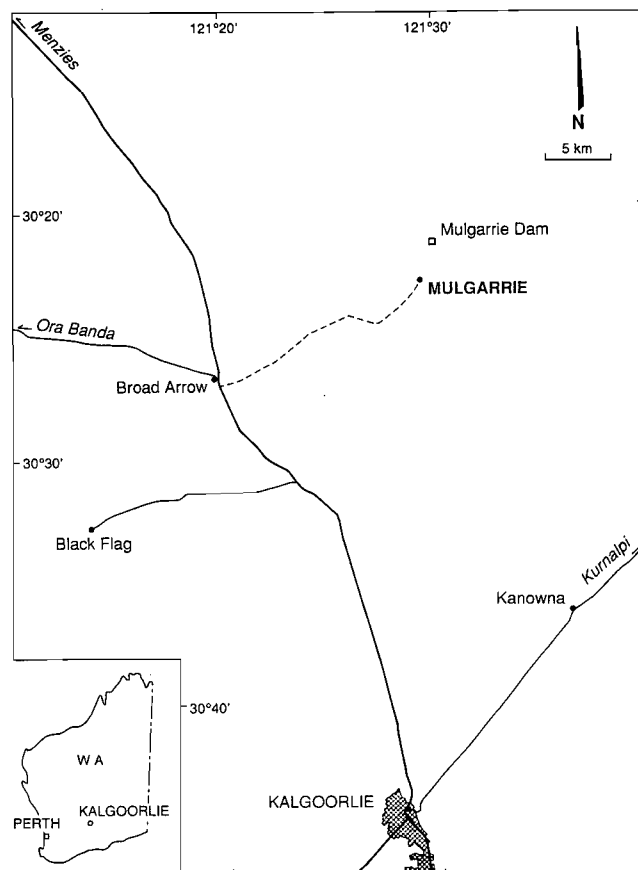 121°20'
121°30'
Menzies
N
5 km
30°20'
Mulgarrie Dam
MULGARRIE
Ora Banda
Broad Arrow
30°30'
Black Flag
Kurnalpi
Kanowna
30°40'
W A
KALGOORLIE
PERTH
KALGOORLIE